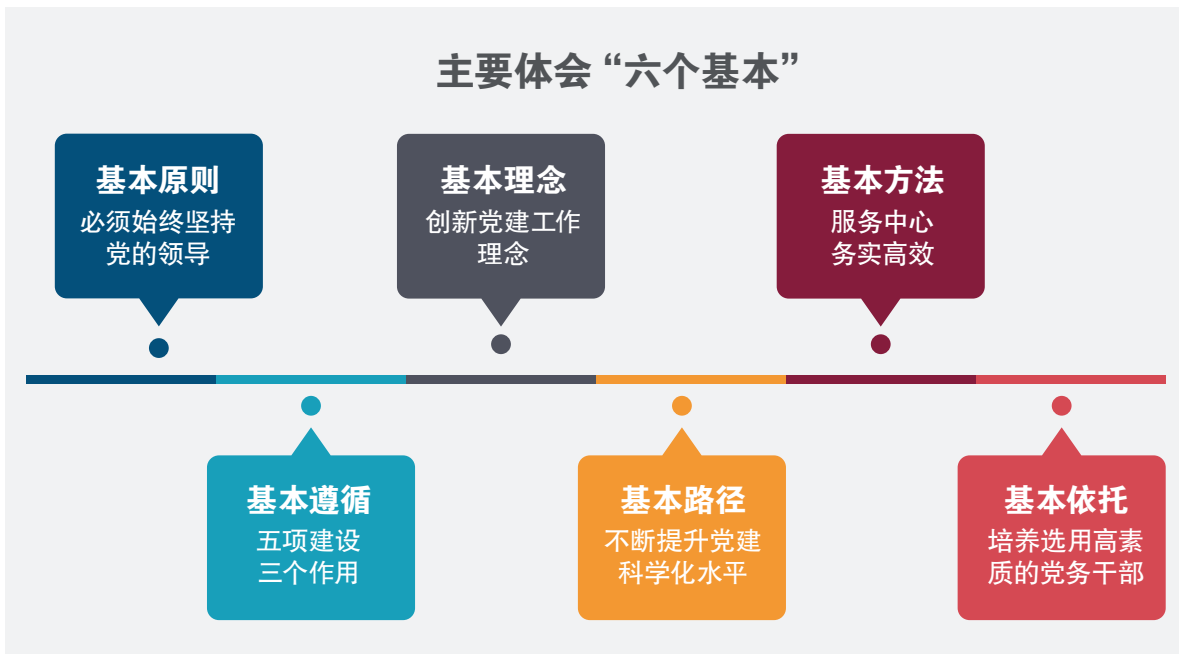 主要体会“六个基本”
基本原则
必须始终坚持
党的领导
基本理念
创新党建工作
理念
基本方法
服务中心
务实高效
基本遵循
五项建设
三个作用
基本路径
不断提升党建
科学化水平
基本依托
培养选用高素
质的党务干部